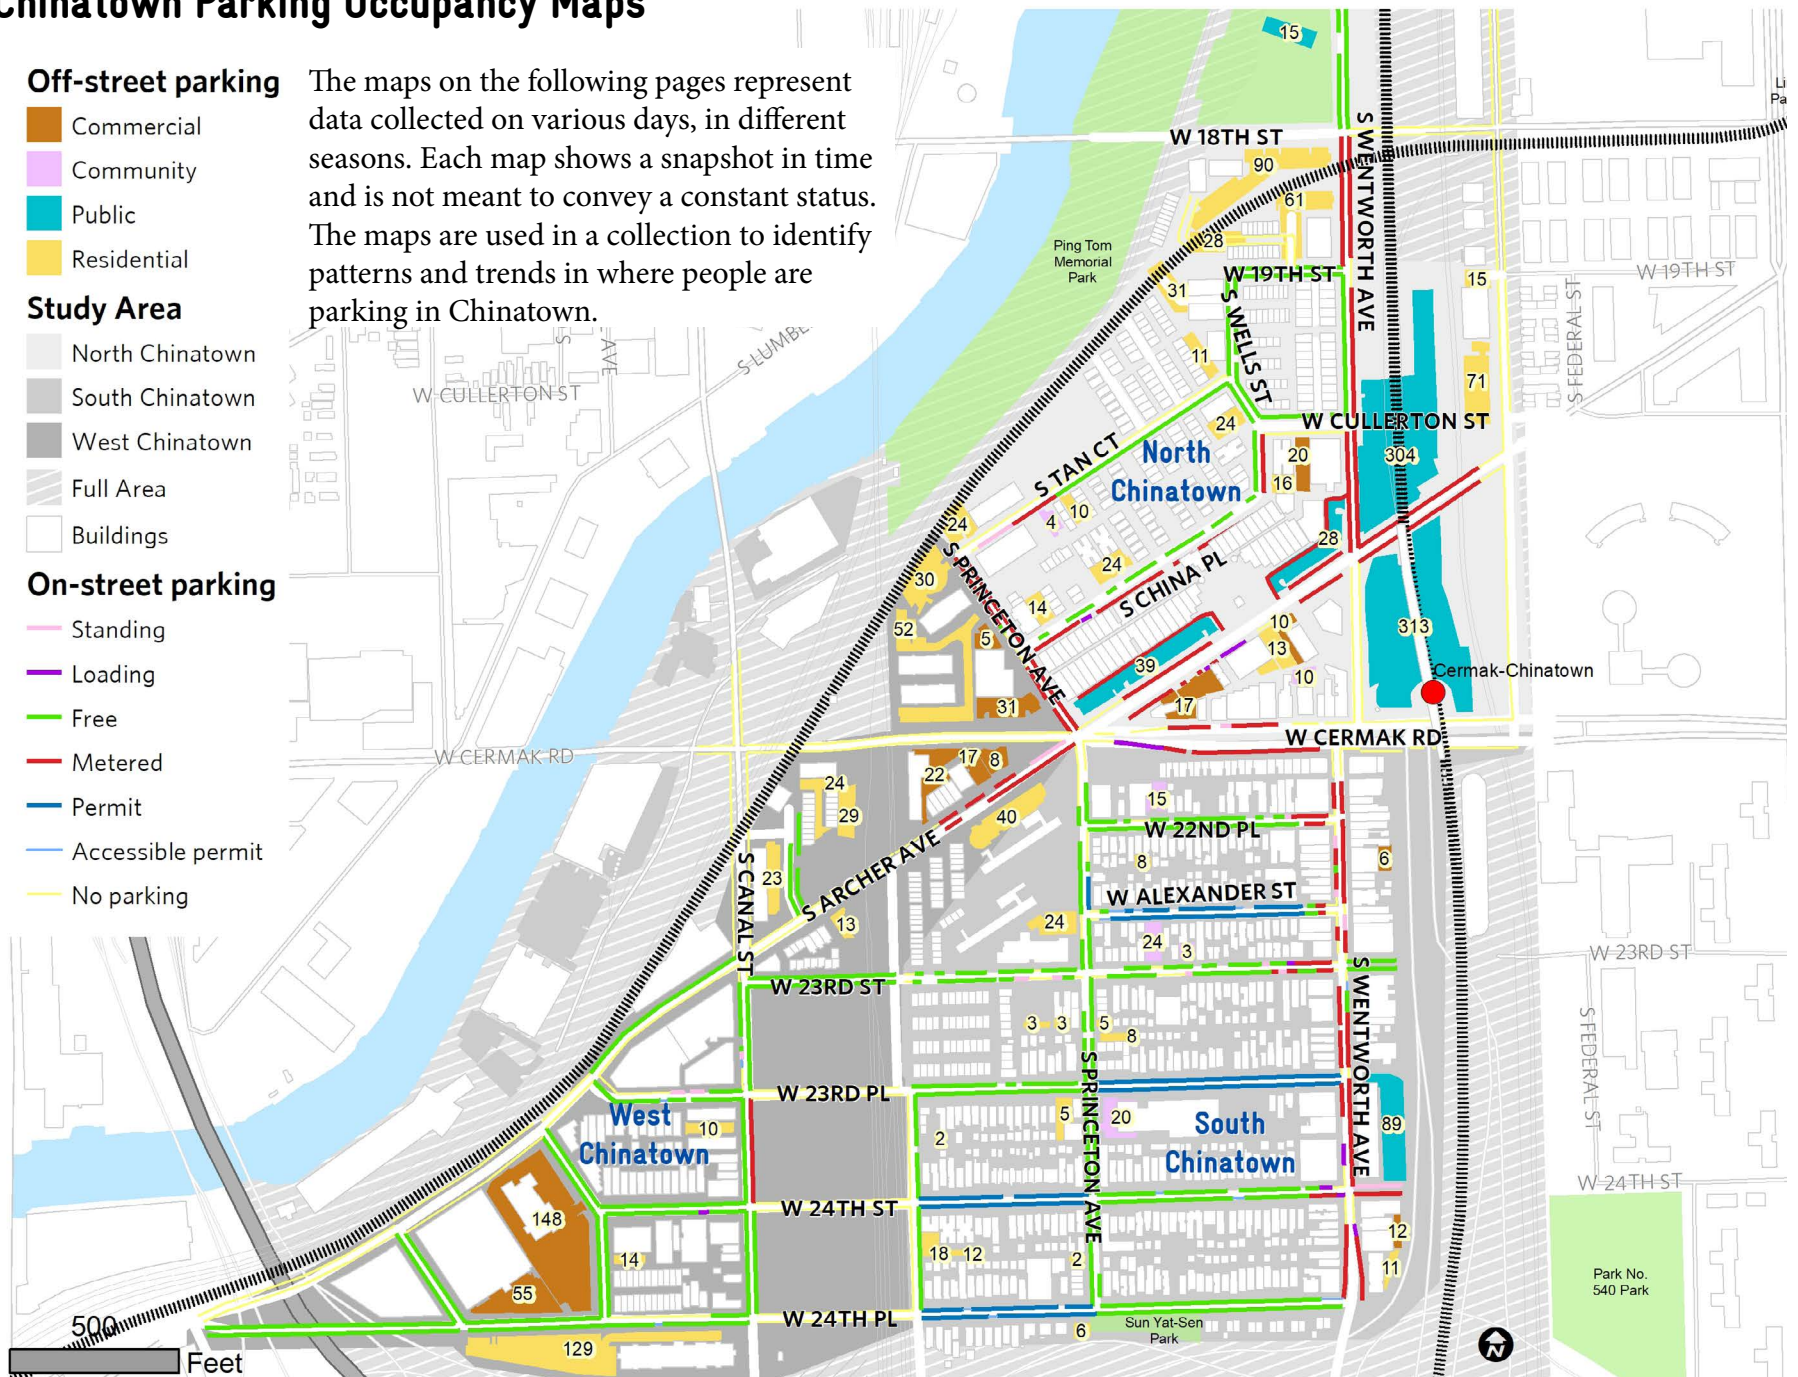 Chinatown Parking Occupancy Maps
Off-street parking
Commercial
Community
Public
Residential
Study Area
North Chinatown
South Chinatown
West Chinatown
Full Area
Buildings
On-street parking
Standing
Loading
Free
Metered
Permit
Accessible permit
No parking
The maps on the following pages represent
data collected on various days, in different
seasons. Each map shows a snapshot in time
and is not meant to convey a constant status.
The maps are used in a collection to identify
patterns and trends in where people are
parking in Chinatown.
15
W 18TH ST
S WENTWORTH AVE
90
61
28
Ping Tom
Memorial
Park
W 19TH ST
31
15
W 19TH ST
S FEDERAL ST
S WELLS ST
11
71
AVE
S
W CULLERTON ST
24
W CULLERTON ST
S TAN CT
North
Chinatown
20
304
16
10
4
24
28
S PRINCETON AVE
24
S CHINA PL
30
14
52
5
10
13
313
39
10
Cermak-Chinatown
31
17
W CERMAK RD
W CERMAK RD
17
8
22
24
29
15
40
W 22ND PL
8
6
S CANAL ST
23
S ARCHER AVE
W ALEXANDER ST
13
24
24
3
W 23RD ST
W 23RD ST
S WENTWORTH AVE
3
3
5
8
S FEDERAL ST
S PRINCETON AVE
W 23RD PL
West
Chinatown
10
5
20
2
South
Chinatown
89
W 24TH ST
W 24TH ST
148
14
18
12
2
12
11
55
Park No.
540 Park
W 24TH PL
Sun Yat-Sen
Park
6
129
500
Feet
N